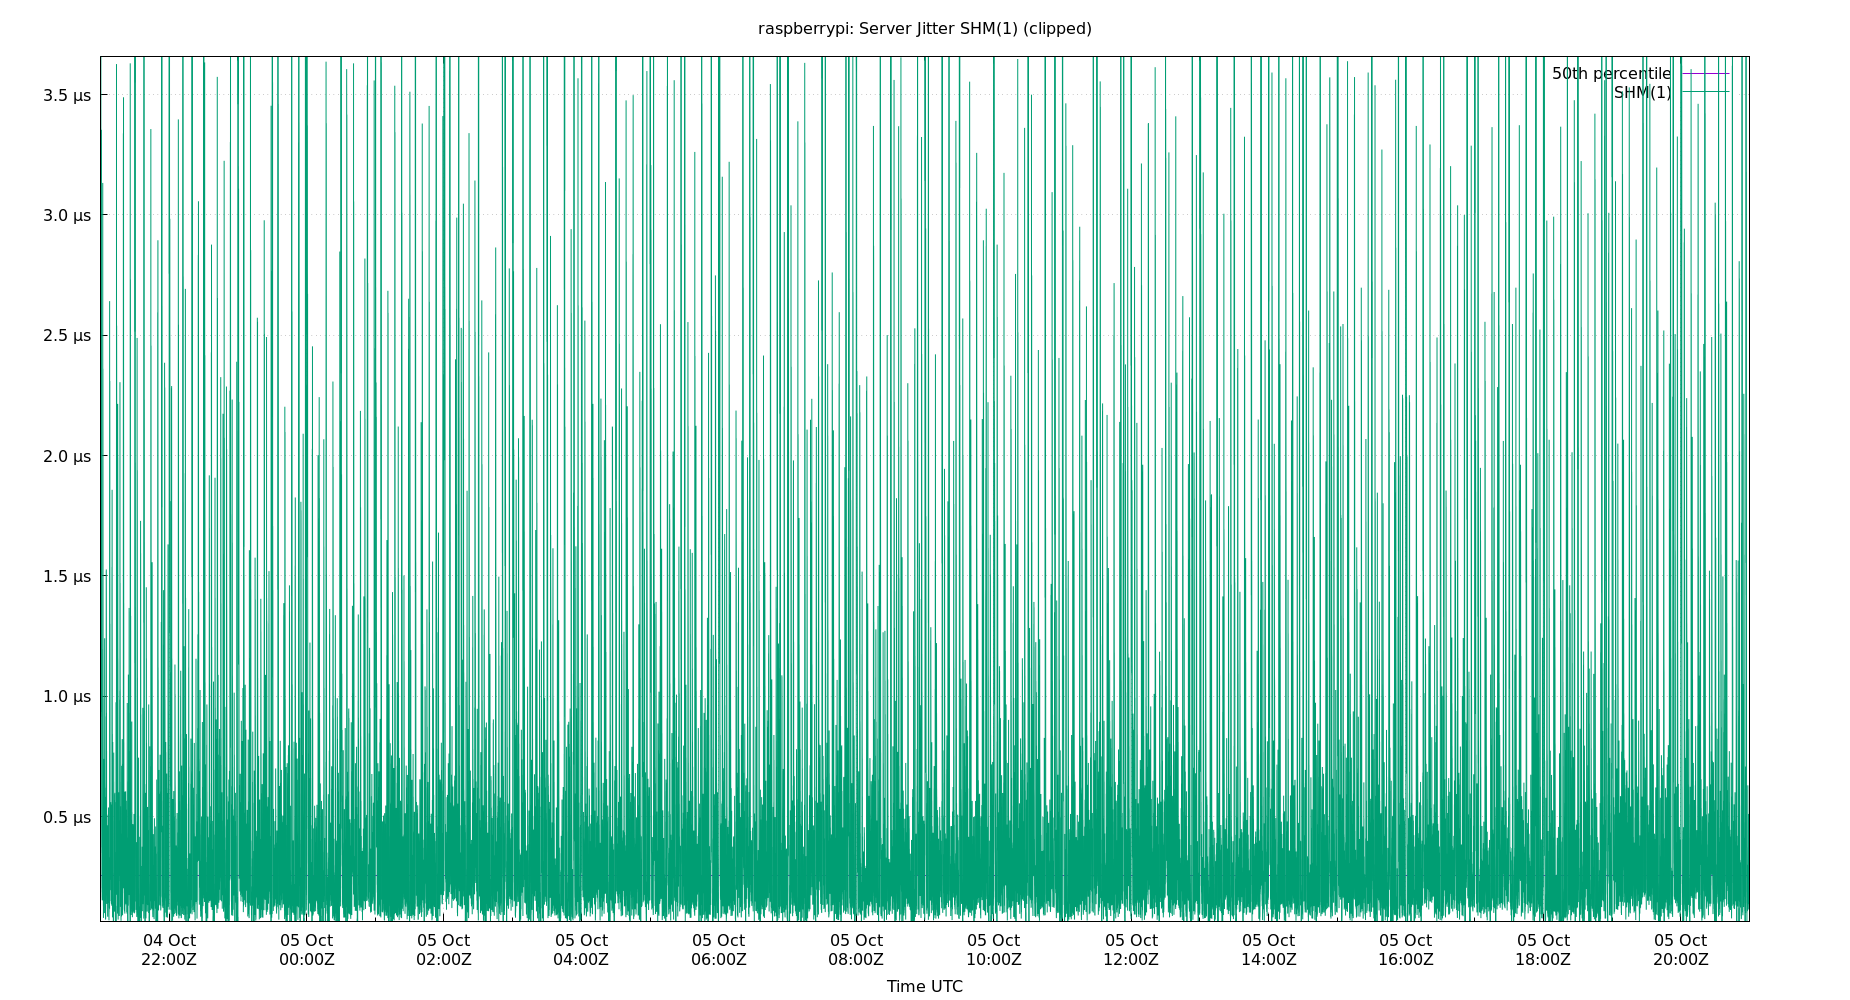 raspberrypi: Server Jitter SHM(1) (clipped)
50th percentile
SHM(1)
3.5 µs
3.0 µs
2.5 µs
2.0 µs
1.5 µs
1.0 µs
0.5 µs
04 Oct 05 Oct 05 Oct 05 Oct 05 Oct 05 Oct 05 Oct 05 Oct 05 Oct 05 Oct 05 Oct 05 Oct
22:00Z 00:00Z 02:00Z 04:00Z 06:00Z 08:00Z 10:00Z 12:00Z 14:00Z 16:00Z 18:00Z 20:00Z
Time UTC